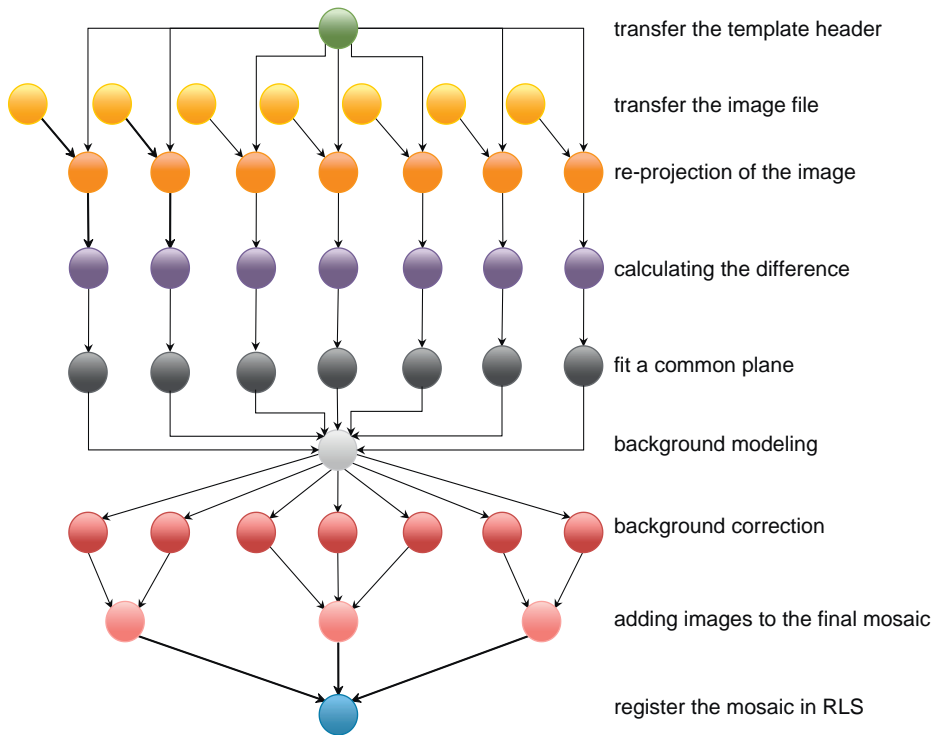 transfer the template header
transfer the image file
re-projection of the image
calculating the difference
fit a common plane
background modeling
background correction
adding images to the final mosaic
register the mosaic in RLS